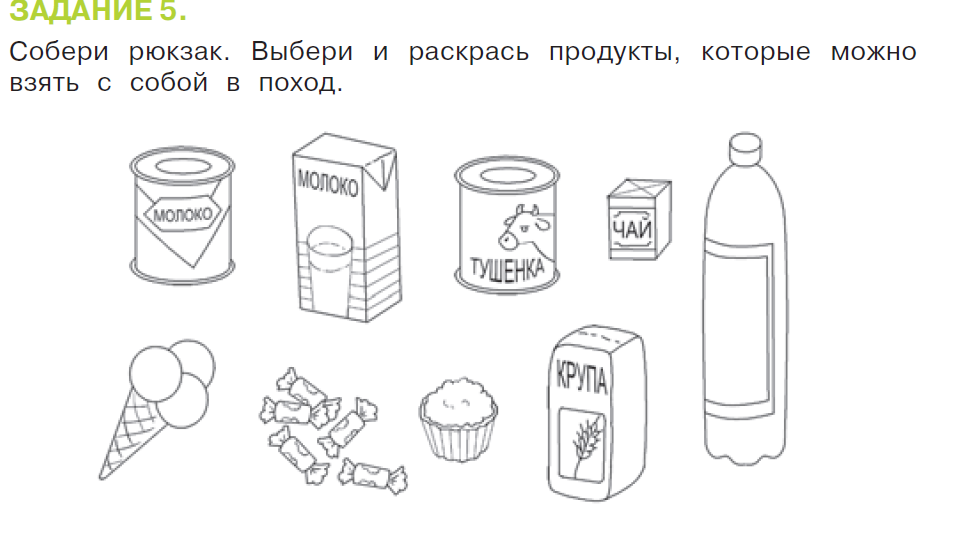 ЗАДАНИЕ 5.
Собери рюкзак. Выбери и раскрась продукты, которые можно
взять с собой в поход.
МОЛОКО
МОЛОКО
ТУШЕНКА
ЧАЙ
КРУПА